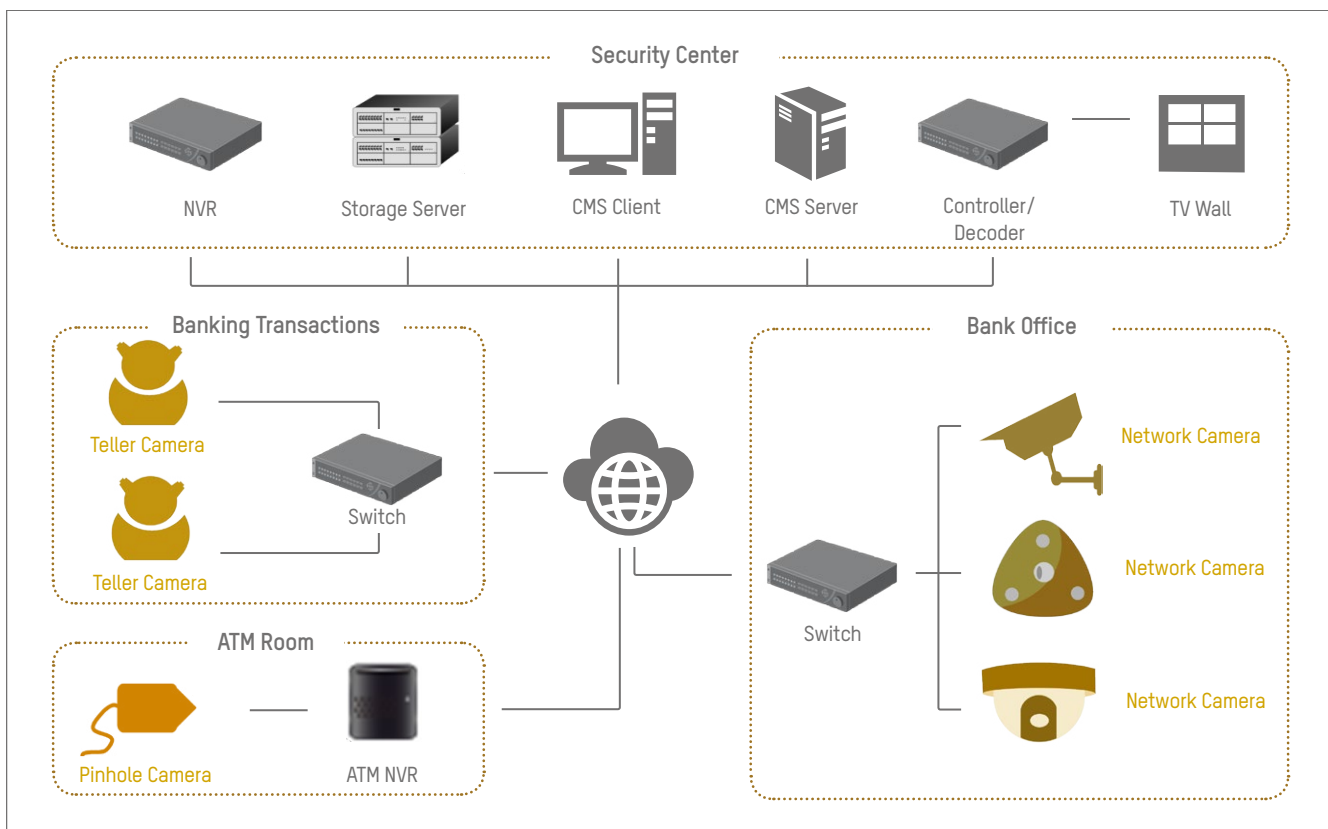 Security Center
NVR
Storage Server
CMS Client
CMS Server
Controller/
Decoder
TV Wall
Banking Transactions
Teller Camera
Teller Camera
Switch
ATM Room
Pinhole Camera
ATM NVR
Bank Office
Switch
Network Camera
Network Camera
Network Camera